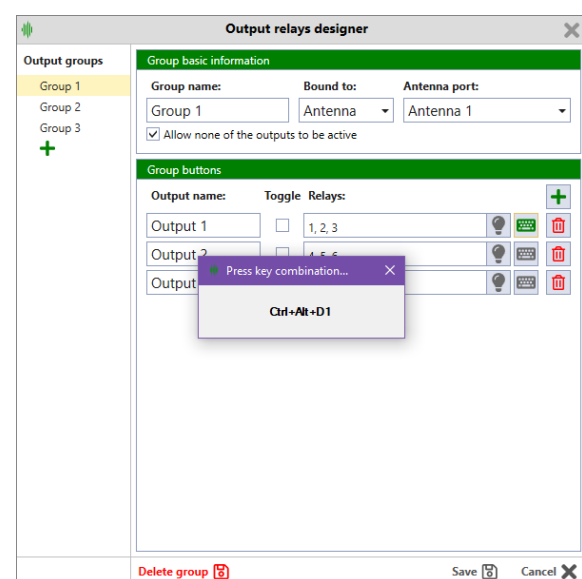 Output relays designer
Output groups
Group 1
Group 2
Group 3
Group basic information
Group name: Bound to: Antenna port:
Group 1 Antenna Antenna 1
Allow none of the outputs to be active
Group buttons
Output name: Toggle Relays:
Output 1 1, 2, 3
Output 2 4, 5, 6
Output
Press key combination...
Ctrl+Alt+D1
Delete group Save Cancel